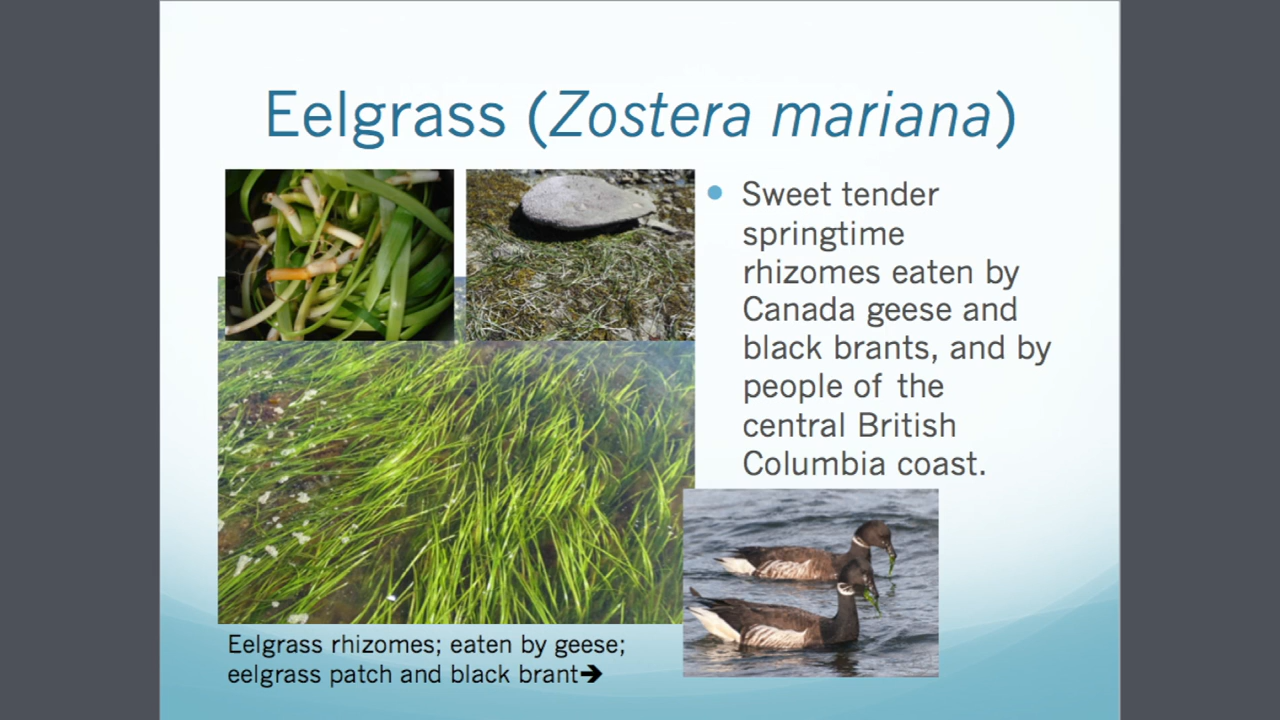 Eelgrass (Zostera mariana)
Sweet tender
springtime
rhizomes eaten by
Canada geese and
black brants, and by
people of the
central British
Columbia coast.
Eelgrass rhizomes; eaten by geese;
eelgrass patch and black brant➔